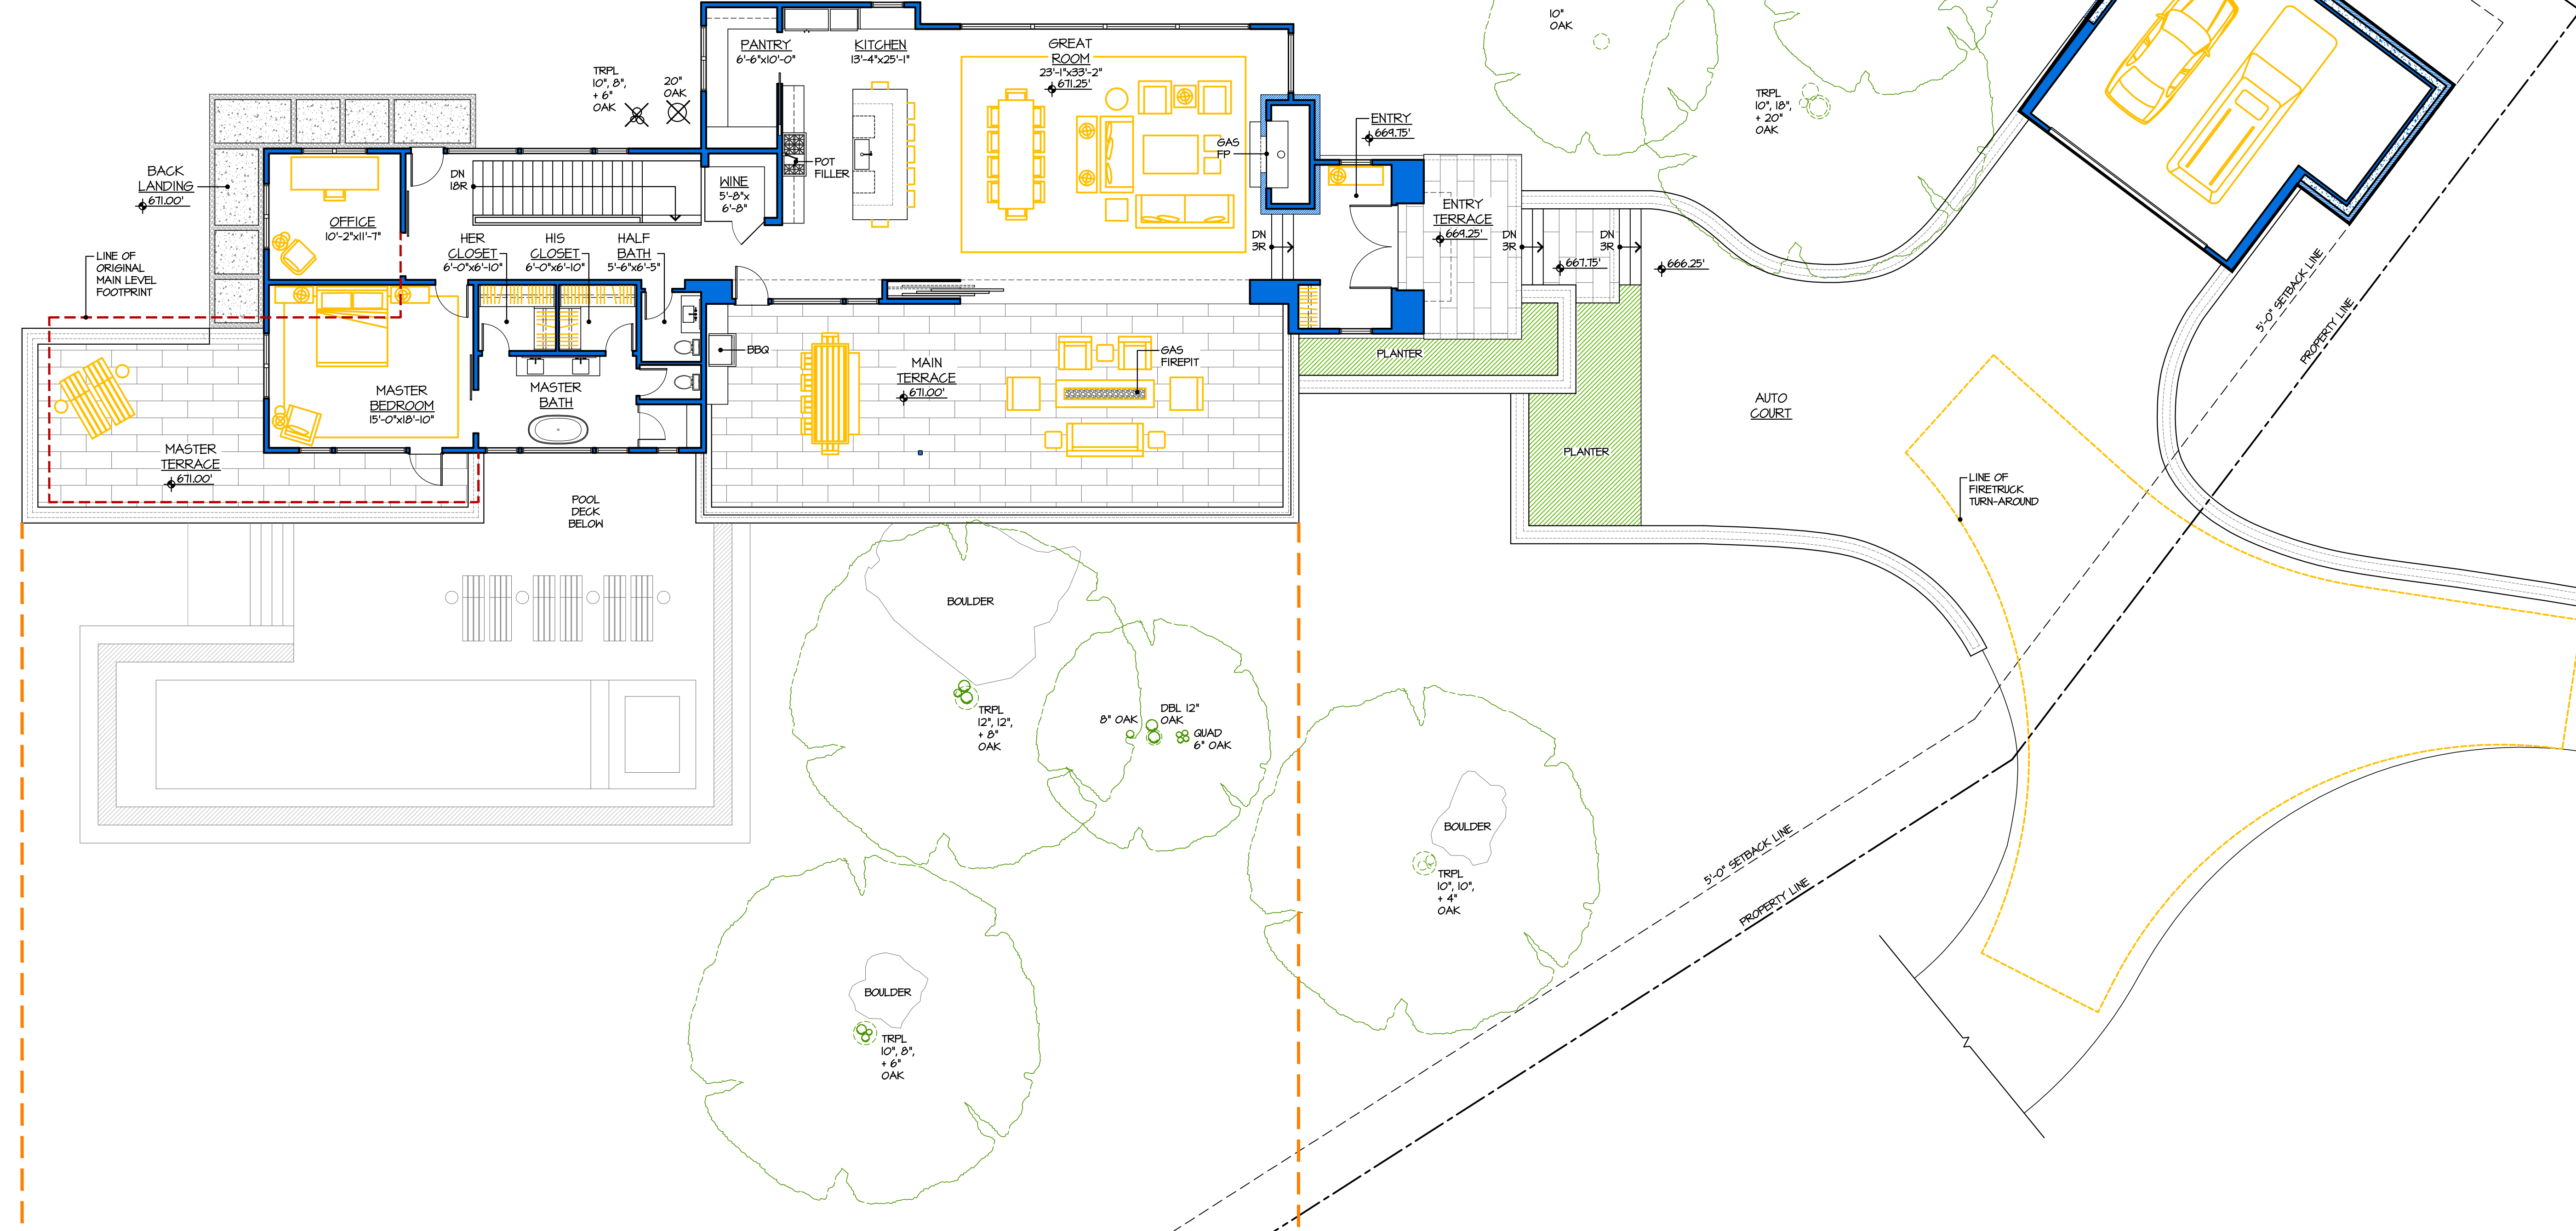 PANTRY
6'-6"x10'-0"
KITCHEN
13'-4"x25'-1"
GREAT
ROOM
23'-1"x33'-2"
671.25'
10"
OAK
TRPL
10", 8",
+ 6"
OAK
20"
OAK
TRPL
10", 18",
+ 20"
OAK
ENTRY
669.75'
GAS
FP
POT
FILLER
BACK
LANDING
671.00'
DN
18R
WINE
5'-8"x
6'-8"
OFFICE
10'-2"x11'-7"
ENTRY
TERRACE
669.25'
DN
3R
DN
3R
DN
3R
667.75'
666.25'
HER
CLOSET
6'-0"x6'-10"
HIS
CLOSET
6'-0"x6'-10"
HALF
BATH
5'-6"x6'-5"
LINE OF
ORIGINAL
MAIN LEVEL
FOOTPRINT
5'-0" SETBACK LINE
PROPERTY LINE
BBQ
MAIN
TERRACE
671.00'
GAS
FIREPIT
PLANTER
MASTER
BEDROOM
15'-0"x18'-10"
MASTER
BATH
AUTO
COURT
MASTER
TERRACE
671.00'
PLANTER
LINE OF
FIRETRUCK
TURN-AROUND
POOL
DECK
BELOW
BOULDER
TRPL
12", 12",
+ 8"
OAK
8" OAK
DBL 12"
OAK
QUAD
6" OAK
BOULDER
TRPL
10", 10",
+ 4"
OAK
5'-0" SETBACK LINE
PROPERTY LINE
BOULDER
TRPL
10", 8",
+ 6"
OAK